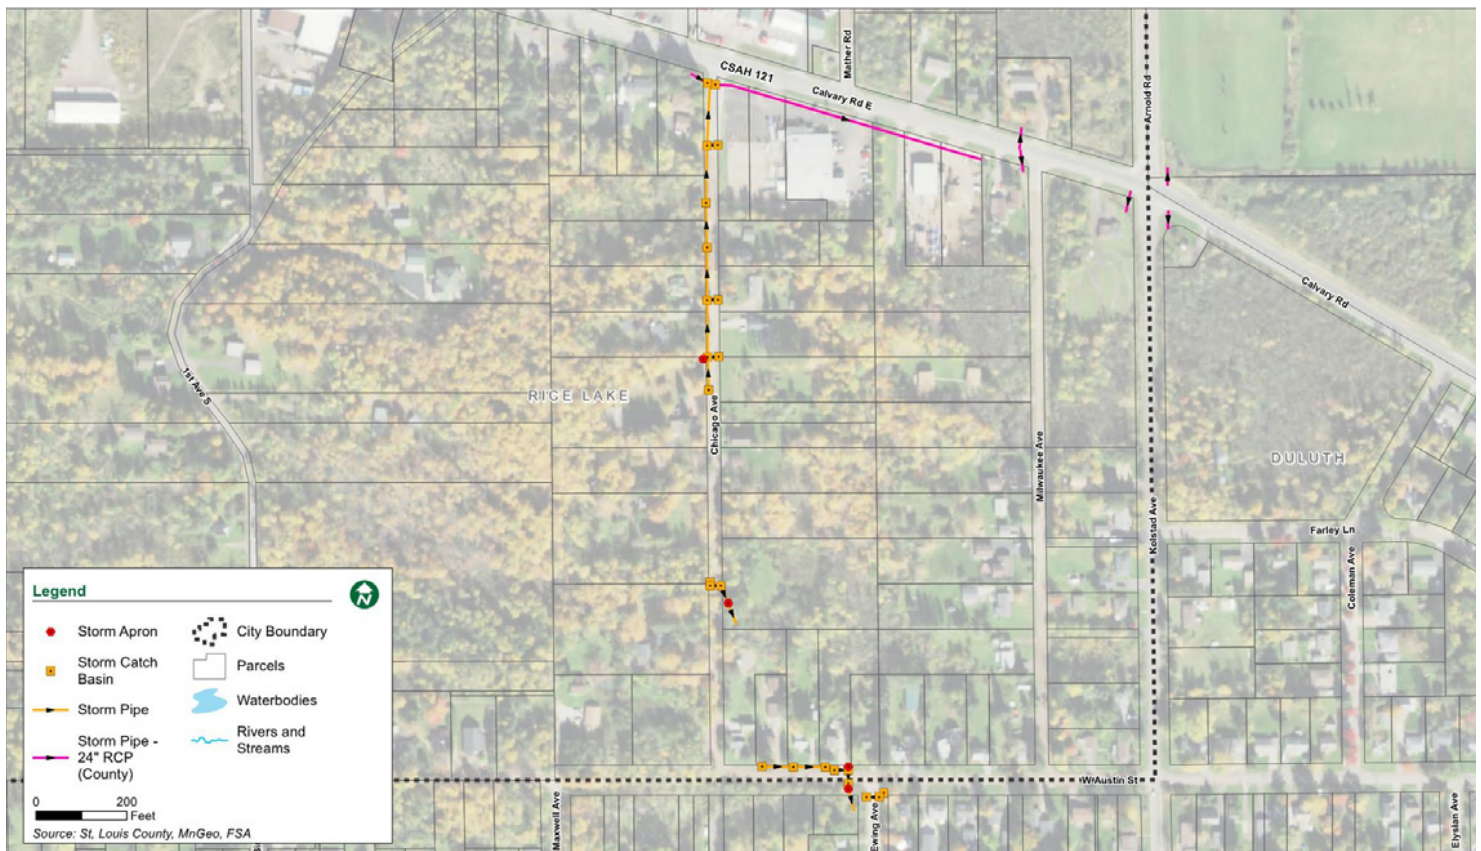 CSAH 121
Mather Rd
Calvary Rd E
Arnold Rd
Calvary Rd
1st Ave S
RICE LAKE
Chicago Ave
Milwaukee Ave
Kolstad Ave
DULUTH
Farley Ln
Coleman Ave
W Austin St
Maxwell Ave
Ewing Ave
Elysian Ave
Legend
N
Storm Apron
City Boundary
Storm Catch
Basin
Parcels
Storm Pipe
Waterbodies
Storm Pipe -
24" RCP
(County)
Rivers and
Streams
0 200
Feet
Source: St. Louis County, MnGeo, FSA